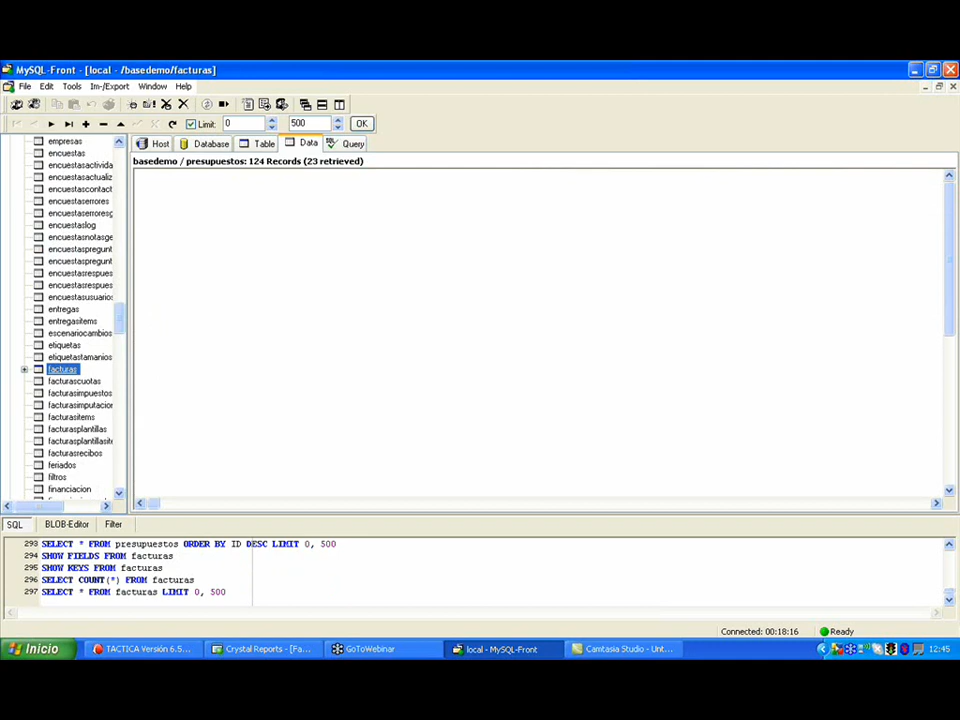 MySQL-Front - [local - /basedemo/facturas]
File Edit Tools Im-/Export Window Help
Limit: 0 500 OK
Host Database Table Data Query
basedemo / presupuestos: 124 Records (23 retrieved)
empresas
encuestas
encuestasactivida
encuestasactualiz
encuestascontact
encuestaserrores
encuestaserroresg
encuestaslog
encuestasnotasge
encuestaspregunt
encuestaspregunt
encuestasrespues
encuestasrespues
encuestasusuarios
entregas
entregasitems
escenariocambios
etiquetas
etiquetastamanios
facturas
facturascuotas
facturasimpuestos
facturasimputacion
facturasitems
facturasplantillas
facturasplantillasite
facturasrecibos
feriados
filtros
financiacion
SQL BLOB-Editor Filter
293 SELECT * FROM presupuestos ORDER BY ID DESC LIMIT 0, 500
294 SHOW FIELDS FROM facturas
295 SHOW KEYS FROM facturas
296 SELECT COUNT(*) FROM facturas
297 SELECT * FROM facturas LIMIT 0, 500
Connected: 00:18:16 Ready
Inicio TACTICA Versión 6.5... Crystal Reports - [Fa... GoToWebinar local - MySQL-Front Camtasia Studio - Unt... 12:45